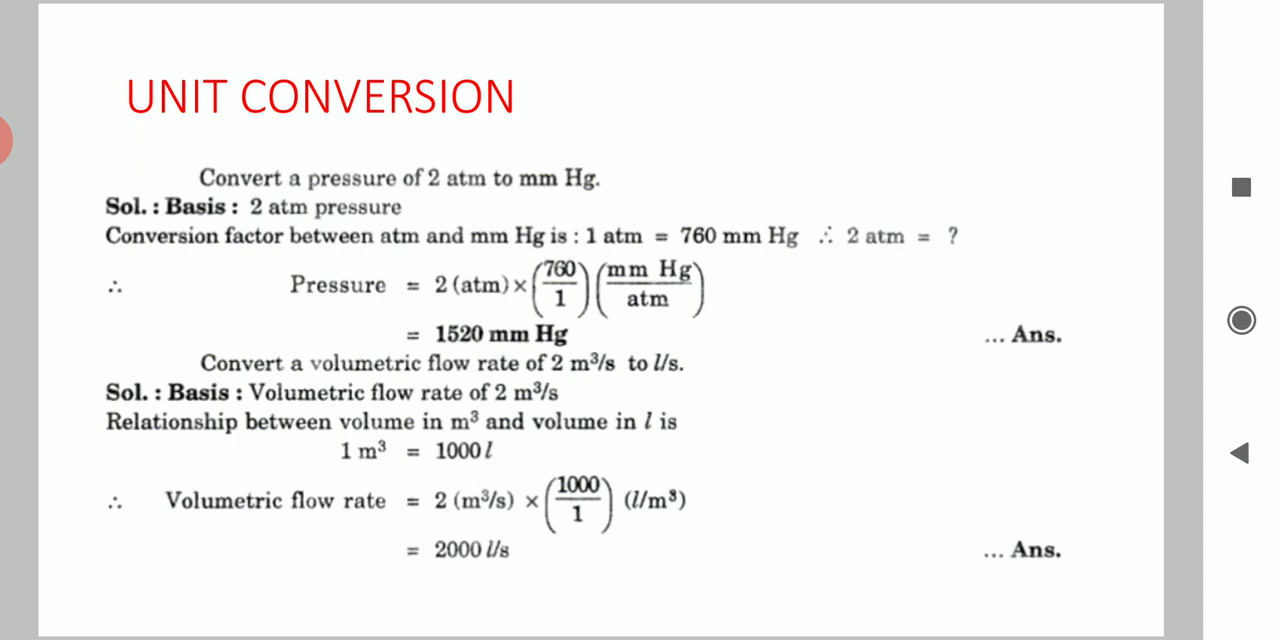 UNIT CONVERSION
Convert a pressure of 2 atm to mm Hg.
Sol. : Basis : 2 atm pressure
Conversion factor between atm and mm Hg is : 1 atm = 760 mm Hg ∴ 2 atm = ?
∴ Pressure = 2 (atm) × (760/1) (mm Hg/atm)
= 1520 mm Hg ... Ans.
Convert a volumetric flow rate of 2 m³/s to l/s.
Sol. : Basis : Volumetric flow rate of 2 m³/s
Relationship between volume in m³ and volume in l is
1 m³ = 1000 l
∴ Volumetric flow rate = 2 (m³/s) × (1000/1) (l/m³)
= 2000 l/s ... Ans.